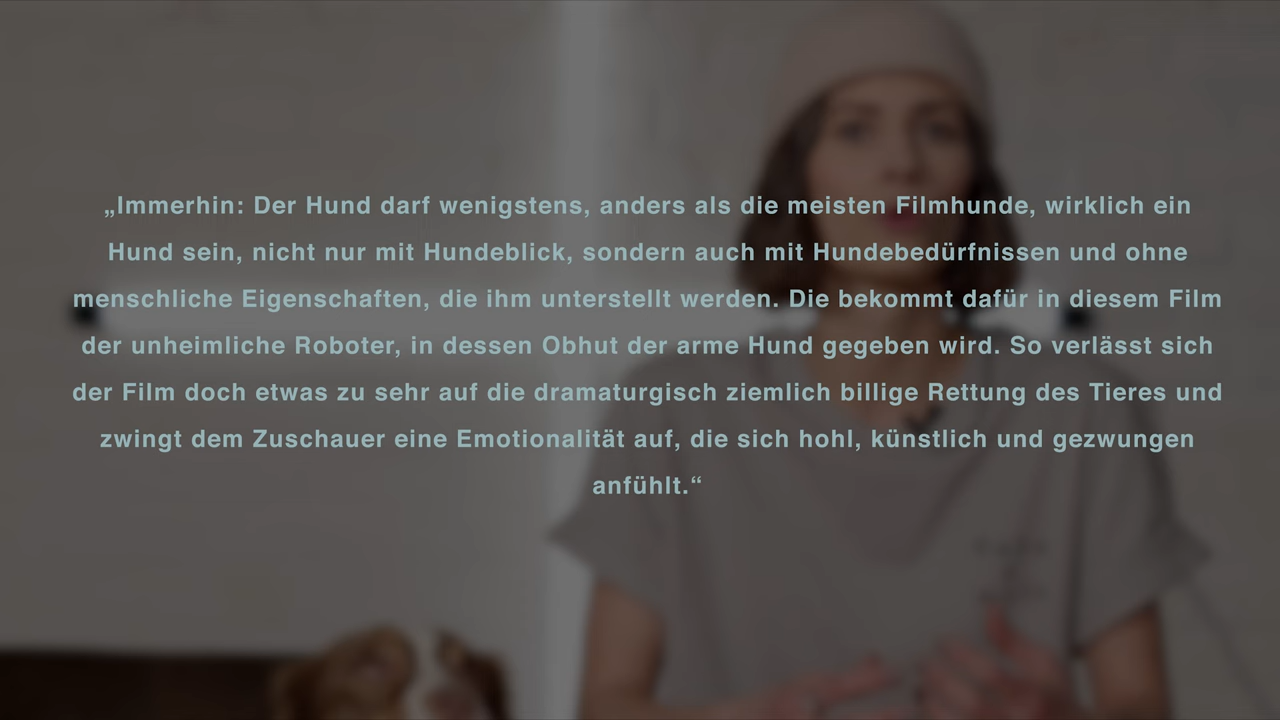 „Immerhin: Der Hund darf wenigstens, anders als die meisten Filmhunde, wirklich ein
Hund sein, nicht nur mit Hundeblick, sondern auch mit Hundebedürfnissen und ohne
menschliche Eigenschaften, die ihm unterstellt werden. Die bekommt dafür in diesem Film
der unheimliche Roboter, in dessen Obhut der arme Hund gegeben wird. So verlässt sich
der Film doch etwas zu sehr auf die dramaturgisch ziemlich billige Rettung des Tieres und
zwingt dem Zuschauer eine Emotionalität auf, die sich hohl, künstlich und gezwungen
anfühlt.“